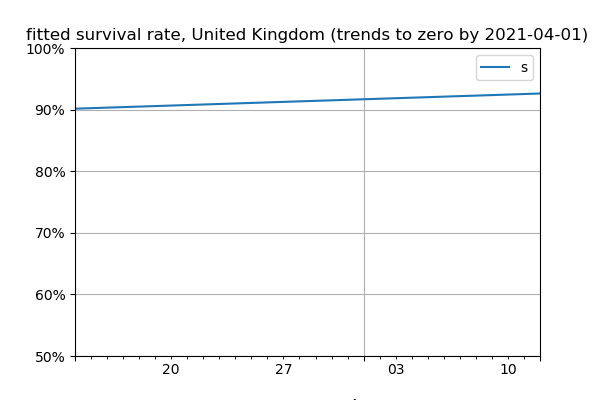 fitted survival rate, United Kingdom (trends to zero by 2021-04-01)
100%
s
90%
80%
70%
60%
50%
20 27 03 10